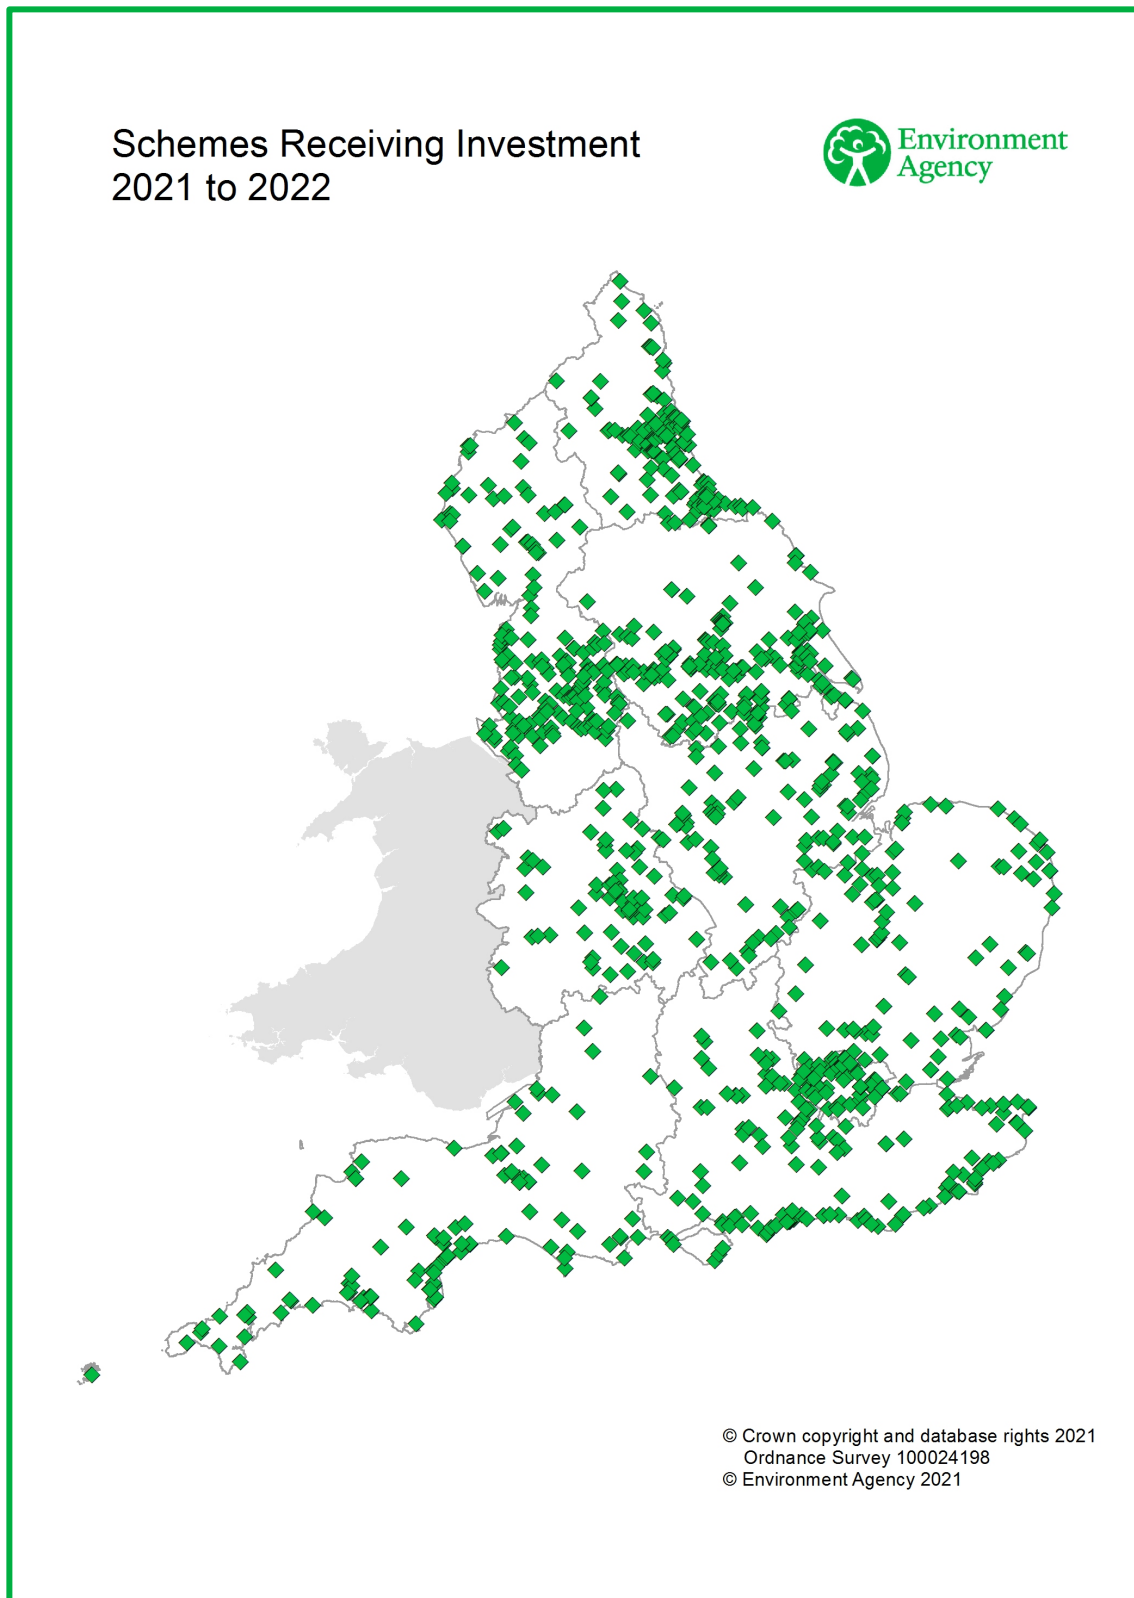 Schemes Receiving Investment
2021 to 2022
Environment
Agency
© Crown copyright and database rights 2021
Ordnance Survey 100024198
© Environment Agency 2021